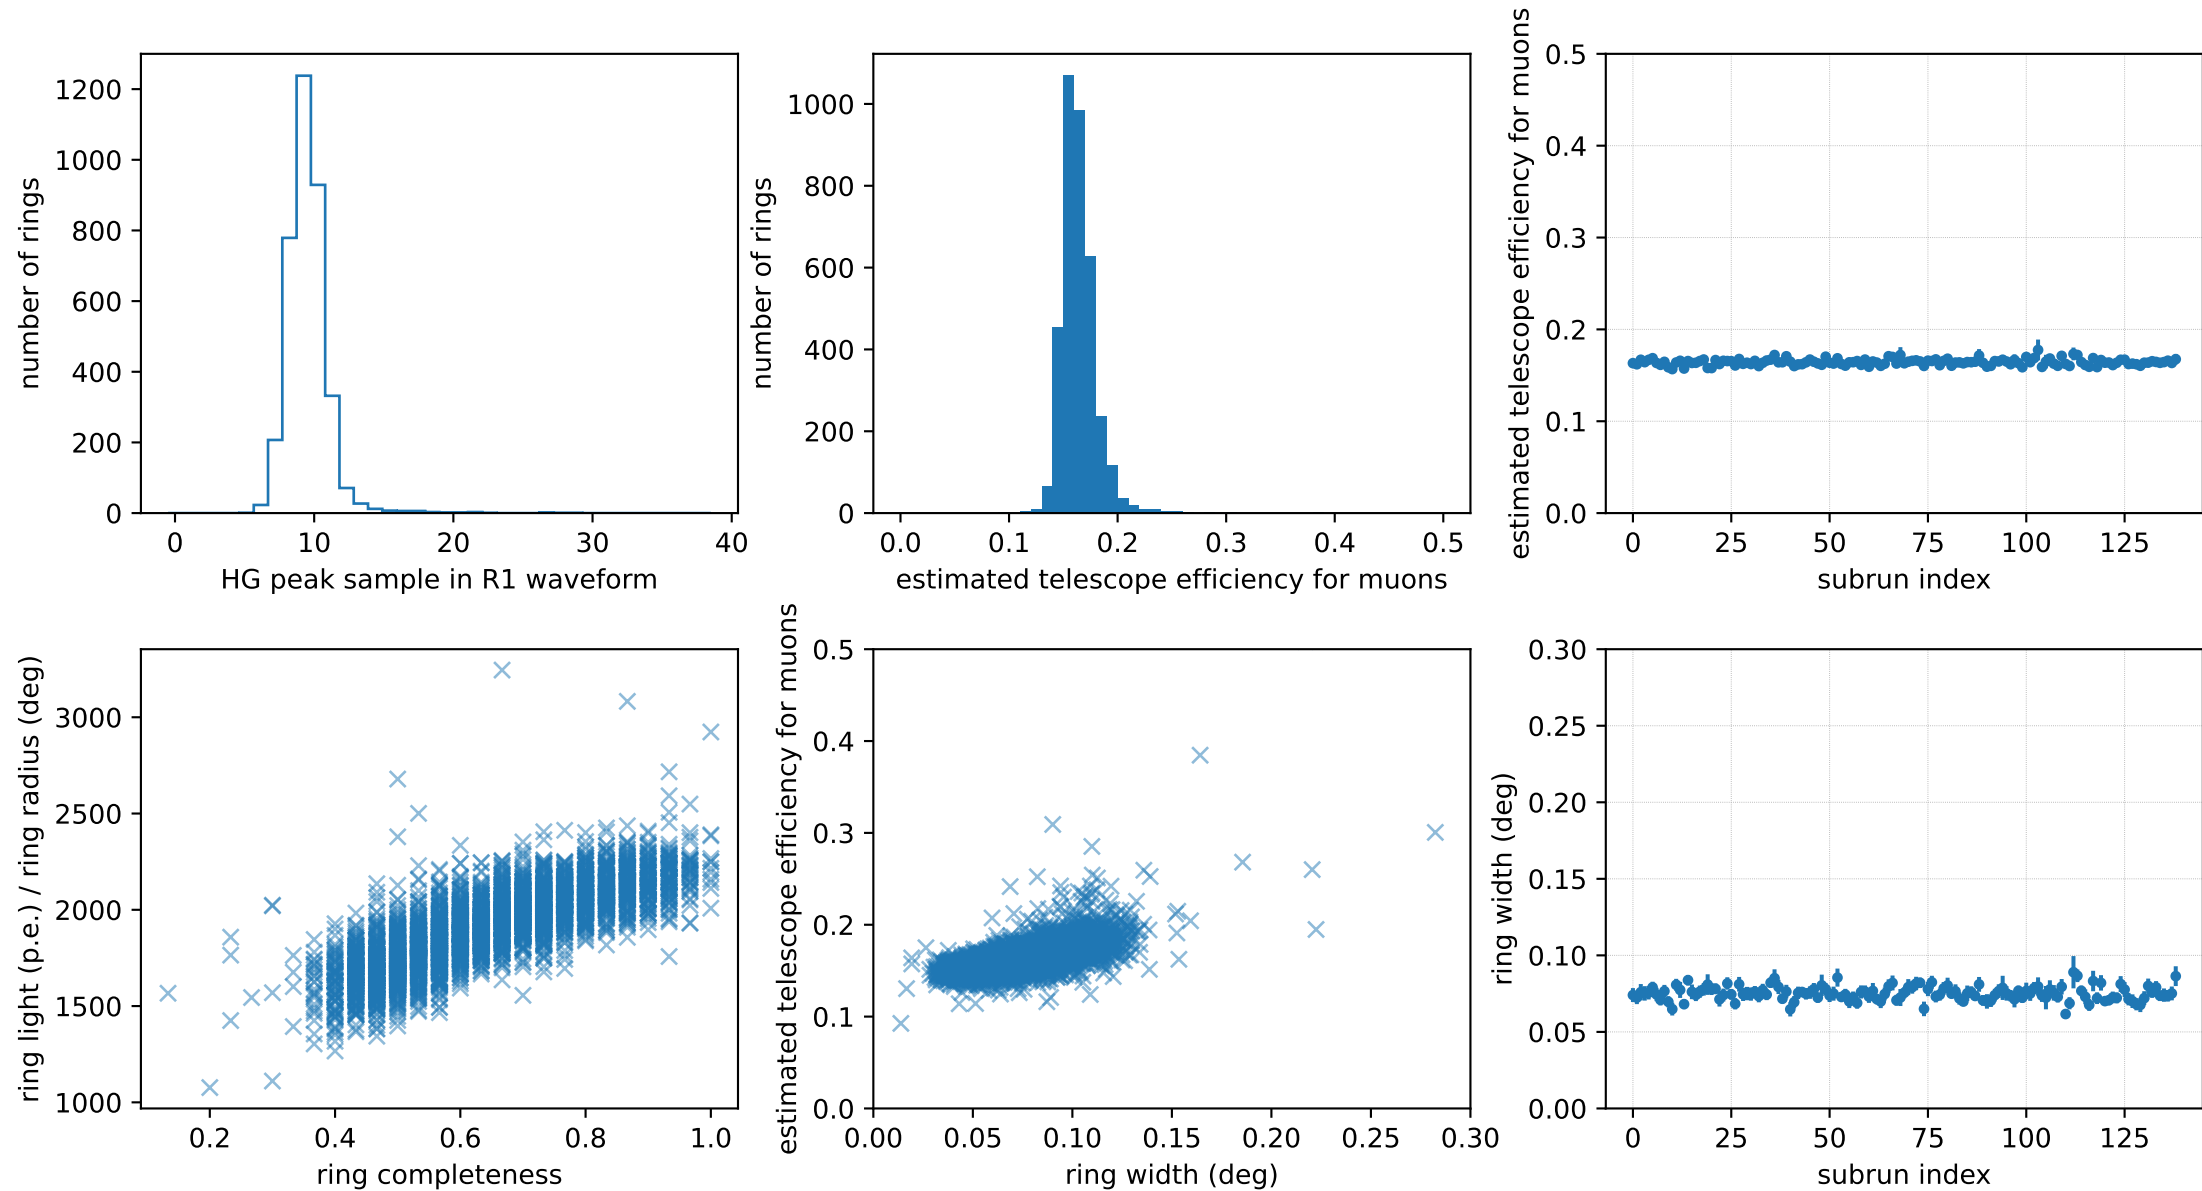 number of rings
1200
1000
800
600
400
200
0
0 10 20 30 40
HG peak sample in R1 waveform
number of rings
1000
800
600
400
200
0
0.0 0.1 0.2 0.3 0.4 0.5
estimated telescope efficiency for muons
estimated telescope efficiency for muons
0.5
0.4
0.3
0.2
0.1
0.0
0 25 50 75 100 125
subrun index
ring light (p.e.) / ring radius (deg)
3000
2500
2000
1500
1000
0.2 0.4 0.6 0.8 1.0
ring completeness
estimated telescope efficiency for muons
0.5
0.4
0.3
0.2
0.1
0.0
0.00 0.05 0.10 0.15 0.20 0.25 0.30
ring width (deg)
ring width (deg)
0.30
0.25
0.20
0.15
0.10
0.05
0.00
0 25 50 75 100 125
subrun index